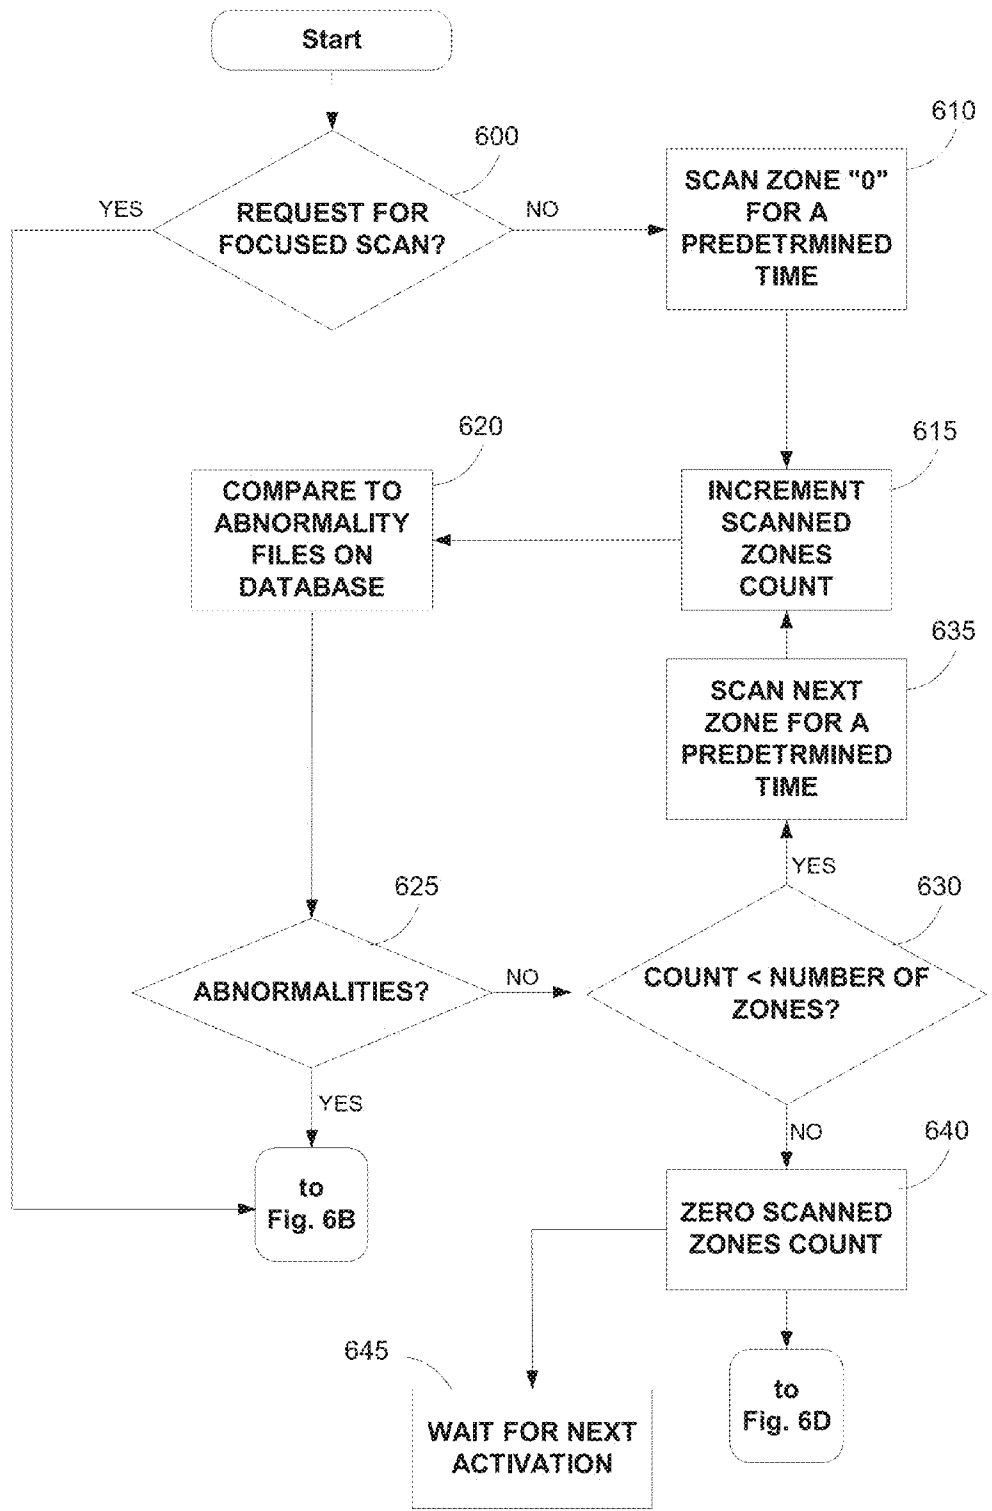 Start
600
YES
REQUEST FOR
FOCUSED SCAN?
NO
610
SCAN ZONE "0"
FOR A
PREDETRMINED
TIME
620
COMPARE TO
ABNORMALITY
FILES ON
DATABASE
615
INCREMENT
SCANNED
ZONES
COUNT
635
SCAN NEXT
ZONE FOR A
PREDETRMINED
TIME
YES
625
ABNORMALITIES?
NO
630
COUNT < NUMBER OF
ZONES?
YES
NO
to
Fig. 6B
640
ZERO SCANNED
ZONES COUNT
645
WAIT FOR NEXT
ACTIVATION
to
Fig. 6D